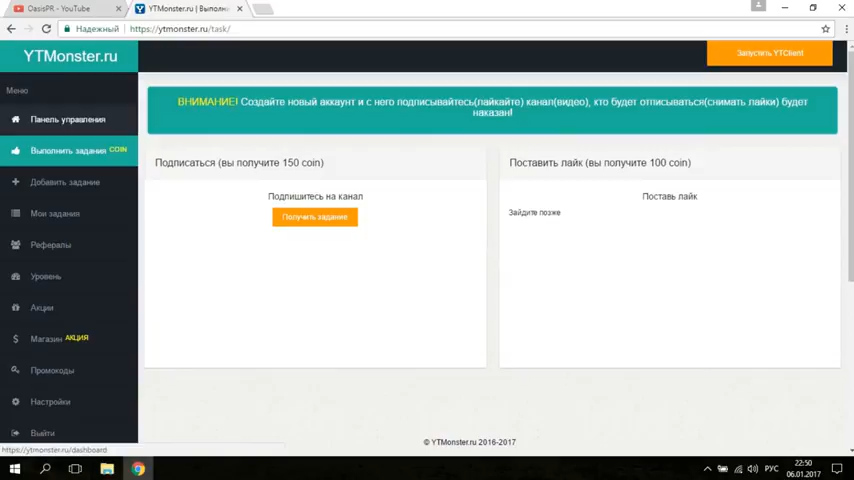 OasisPR - YouTube
YTMonster.ru | Выполни
Надежный
https://ytmonster.ru/task/
YTMonster.ru
Запустить YTClient
Меню
Панель управления
Выполнить задания COIN
Добавить задание
Мои задания
Рефералы
Уровень
Акции
Магазин АКЦИЯ
Промокоды
Настройки
Выйти
ВНИМАНИЕ! Создайте новый аккаунт и с него подписывайтесь(лайкайте) канал(видео), кто будет отписываться(снимать лайки) будет
наказан!
Подписаться (вы получите 150 coin)
Подпишитесь на канал
Получить задание
Поставить лайк (вы получите 100 coin)
Поставь лайк
Зайдите позже
© YTMonster.ru 2016-2017
https://ytmonster.ru/dashboard
РУС
22:50
06.01.2017